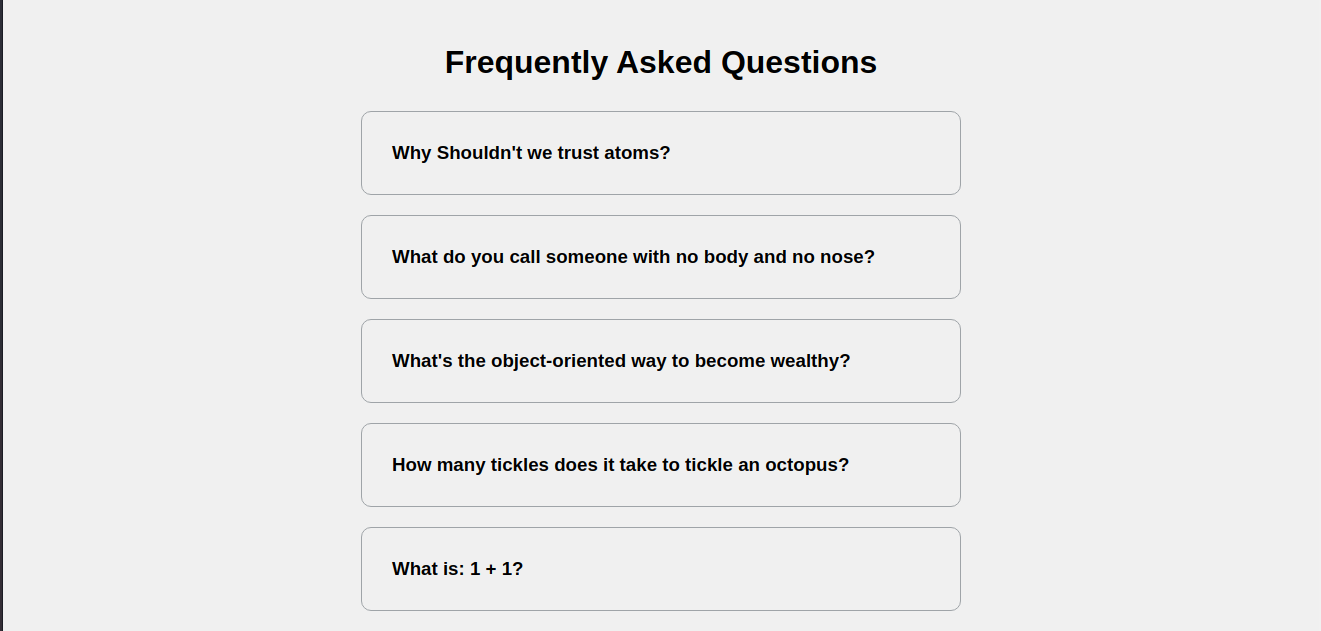 Frequently Asked Questions
Why Shouldn't we trust atoms?
What do you call someone with no body and no nose?
What's the object-oriented way to become wealthy?
How many tickles does it take to tickle an octopus?
What is: 1 + 1?